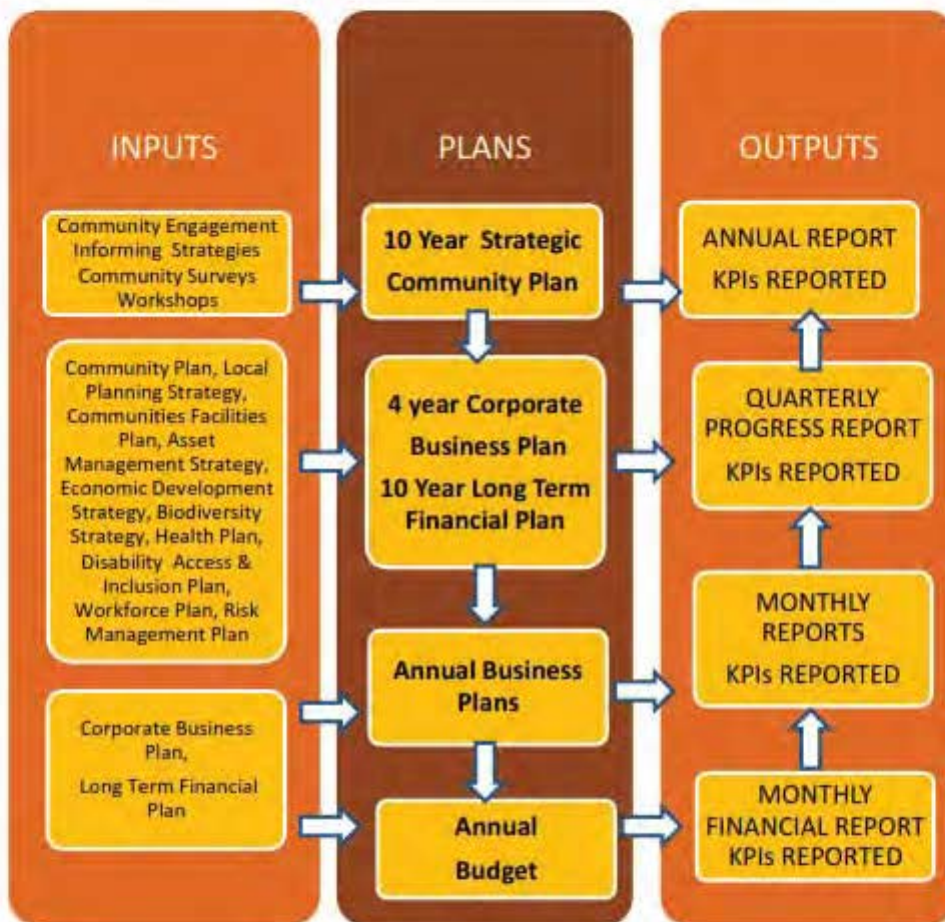 INPUTS
Community Engagement
Informing Strategies
Community Surveys
Workshops
Community Plan, Local
Planning Strategy,
Communities Facilities
Plan, Asset
Management Strategy,
Economic Development
Strategy, Biodiversity
Strategy, Health Plan,
Disability Access &
Inclusion Plan,
Workforce Plan, Risk
Management Plan
Corporate Business
Plan,
Long Term Financial
Plan
PLANS
10 Year Strategic
Community Plan
4 year Corporate
Business Plan
10 Year Long Term
Financial Plan
Annual Business
Plans
Annual
Budget
OUTPUTS
ANNUAL REPORT
KPIs REPORTED
QUARTERLY
PROGRESS REPORT
KPIs REPORTED
MONTHLY
REPORTS
KPIs REPORTED
MONTHLY
FINANCIAL REPORT
KPIs REPORTED